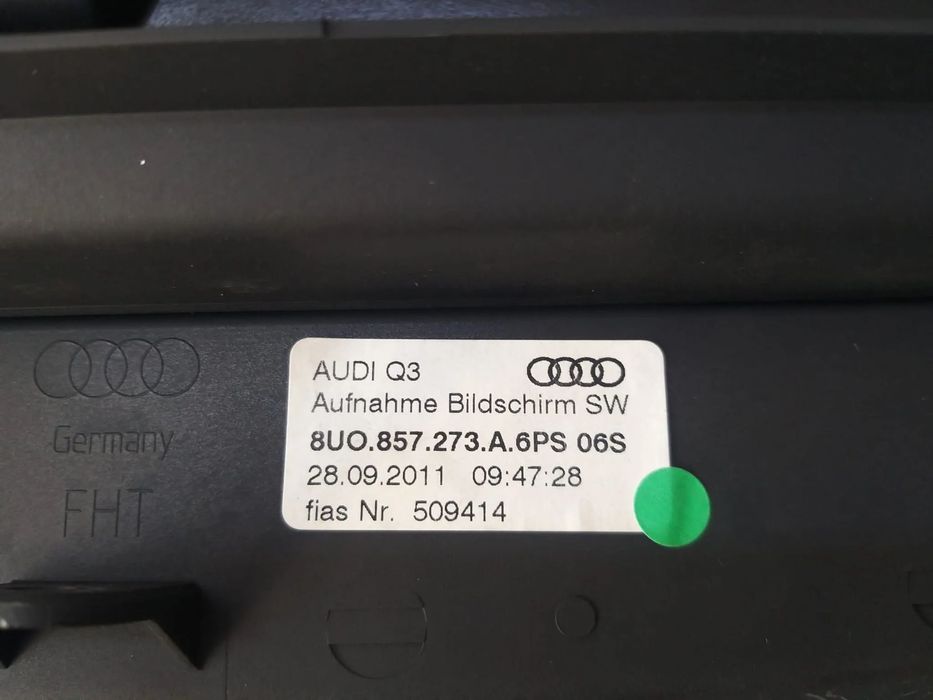 AUDI Q3
Aufnahme Bildschirm SW
8UO.857.273.A.6PS 06S
28.09.2011 09:47:28
fias Nr. 509414
Germany
FHT